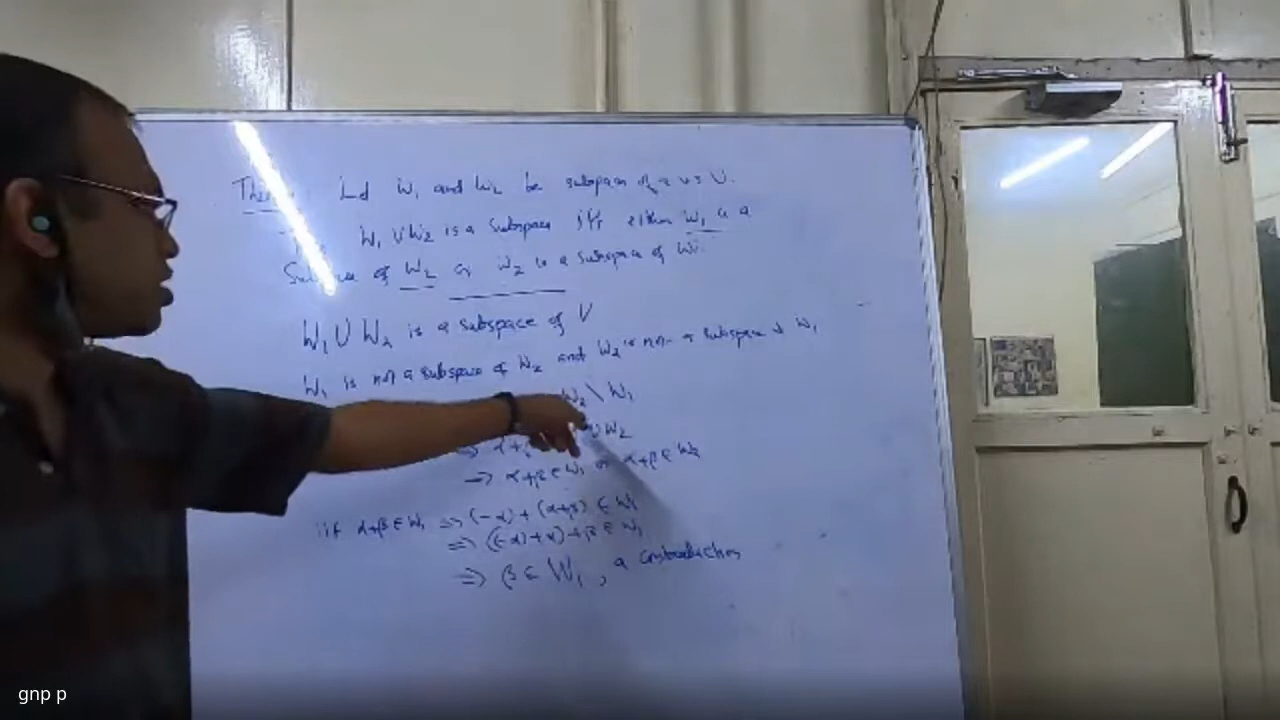 Let W₁ and W₂ be subspaces of a V.S V.
W₁ ∪ W₂ is a subspace iff either W₁ is a
of W₂ or W₂ is a subspace of W₁.
W₁ ∪ W₂ is a subspace of V
W₁ is not a subspace of W₂ and W₂ is not a subspace of W₁
W₂ \ W₁
∪ W₂
⇒ α+β ∈ W₁ or α+β ∈ W₂
if α+β ∈ W₁ ⇒ (-α) + (α+β) ∈ W₁
⇒ ((-α)+α)+β ∈ W₁
⇒ β ∈ W₁, a contradiction
gnp p